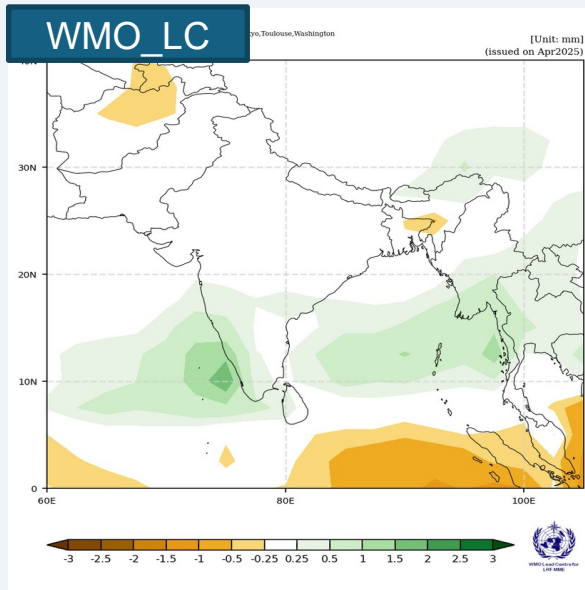 WMO_LC
yo,Toulouse,Washington
[Unit: mm]
(issued on Apr2025)
30N
20N
10N
0
60E
80E
100E
-3 -2.5 -2 -1.5 -1 -0.5 -0.25 0.25 0.5 1 1.5 2 2.5 3
WMO Lead Centre for
LRF MME